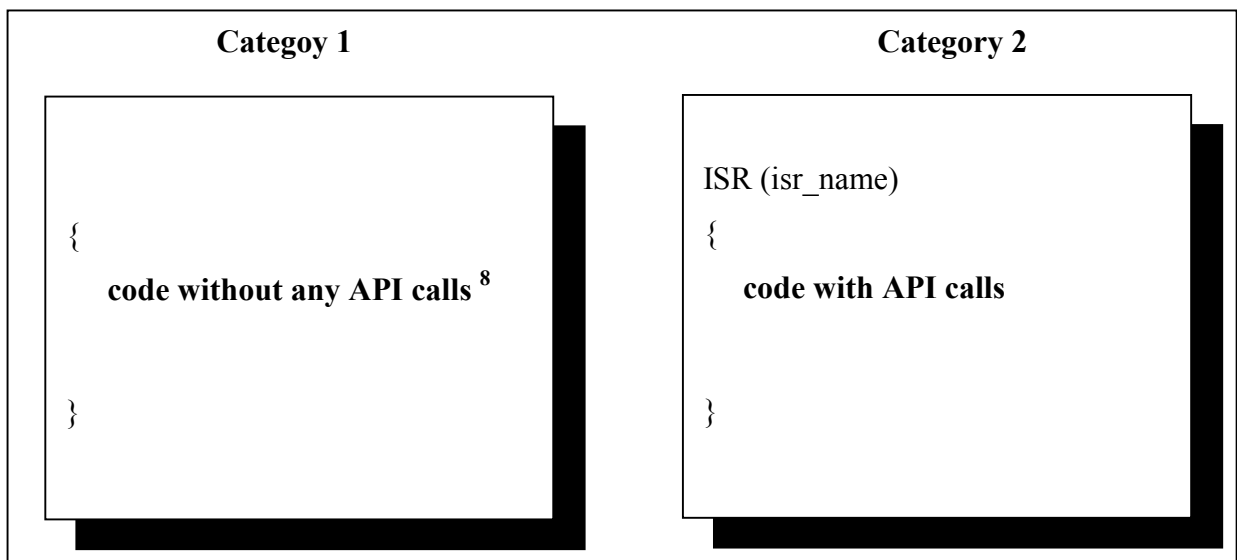 Categoy 1
{
code without any API calls 8
}
Category 2
ISR (isr_name)
{
code with API calls
}